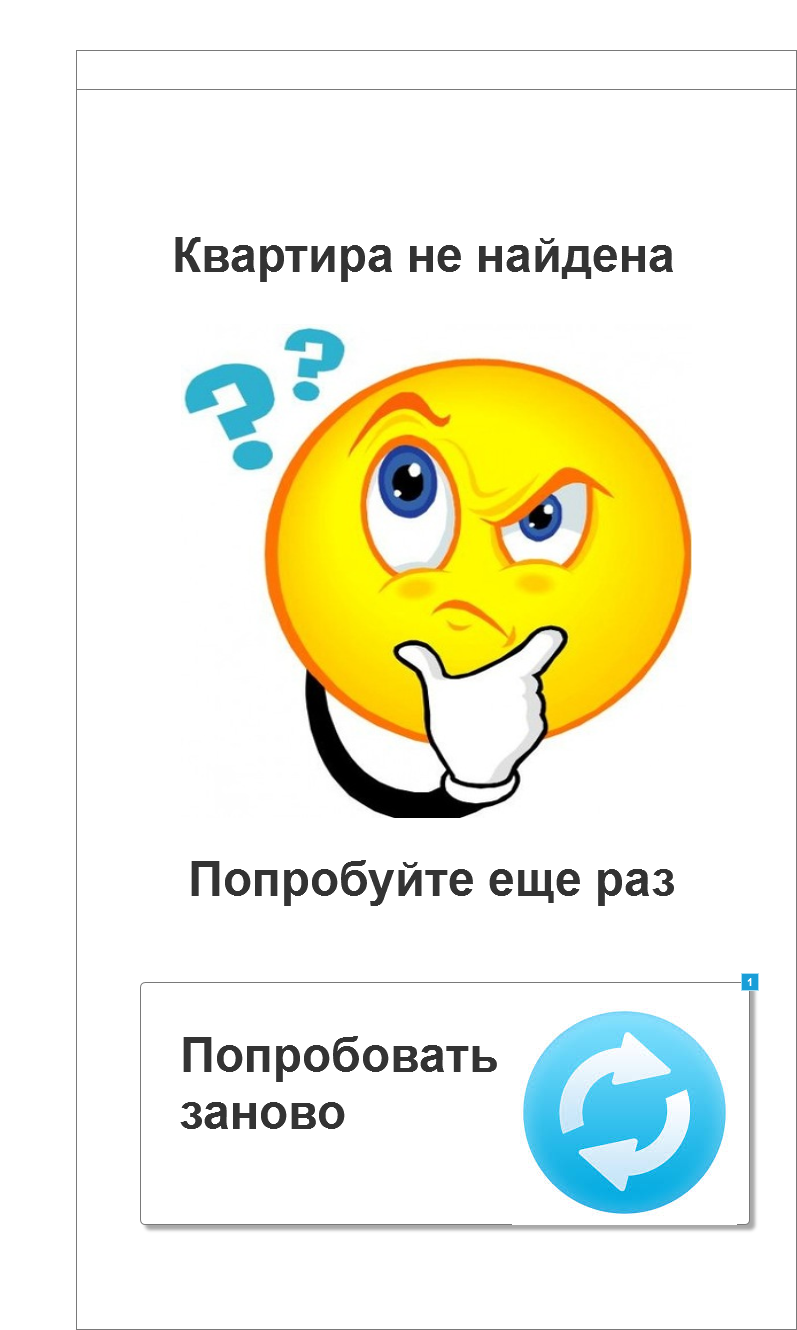 Квартира не найдена
??
Попробуйте еще раз
1
Попробовать
заново